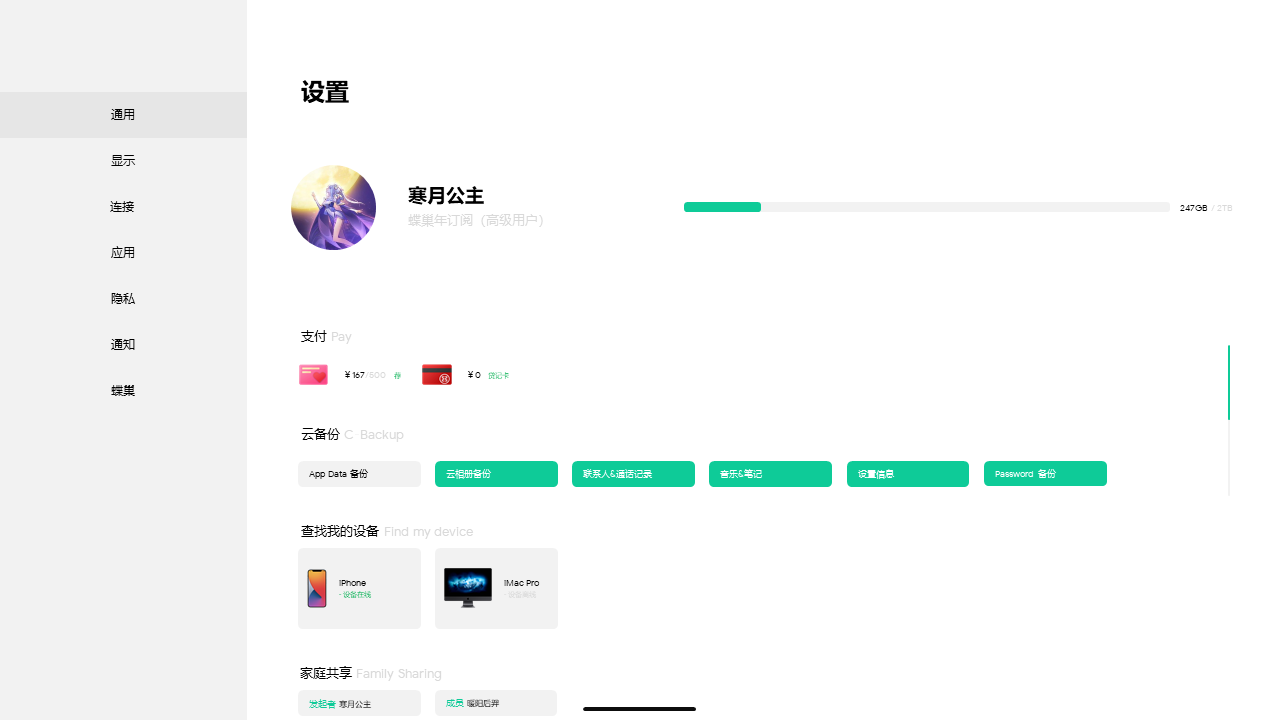 通用
显示
连接
应用
隐私
通知
蝶巢
设置
寒月公主
蝶巢年订阅（高级用户）
247GB / 2TB
支付 Pay
¥ 167/500 荐
¥ 0 贷记卡
云备份 C Backup
App Data 备份
云相册备份
联系人&通话记录
音乐&笔记
设置信息
Password 备份
查找我的设备 Find my device
iPhone
· 设备在线
iMac Pro
· 设备离线
家庭共享 Family Sharing
发起者 寒月公主
成员 暖阳后羿